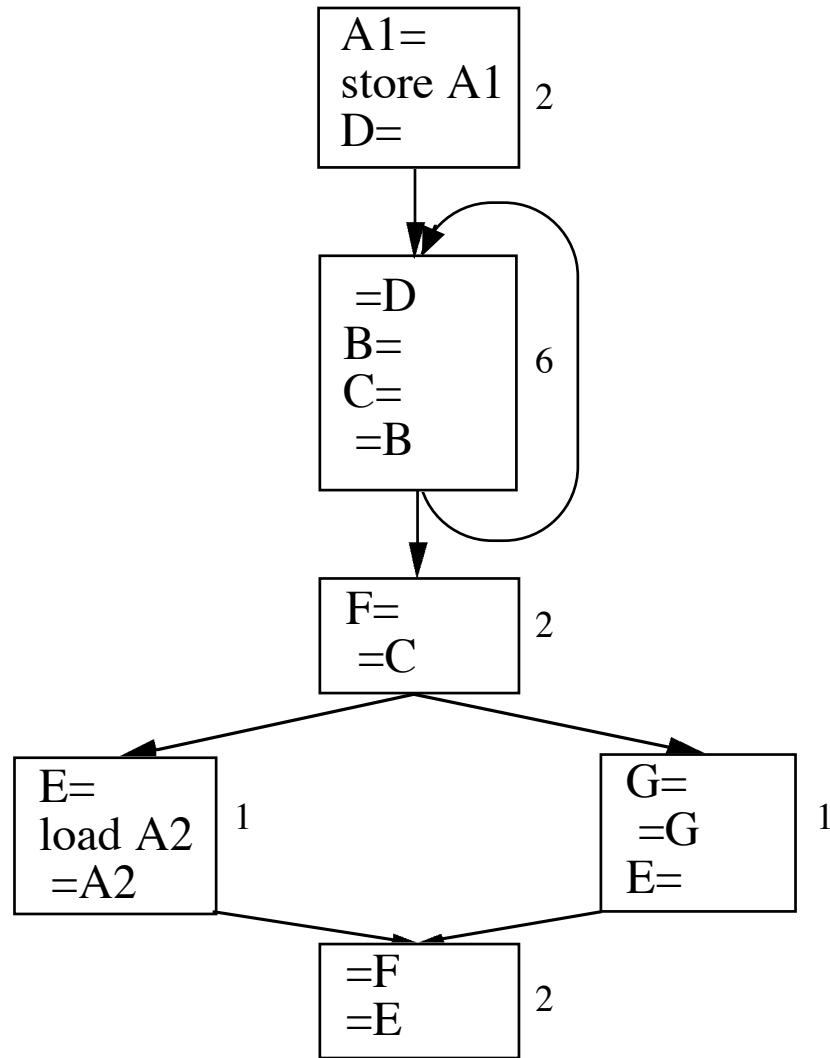 A1=
store A1
D=
2
=D
B=
C=
=B
6
F=
=C
2
E=
load A2
=A2
1
G=
=G
E=
1
=F
=E
2